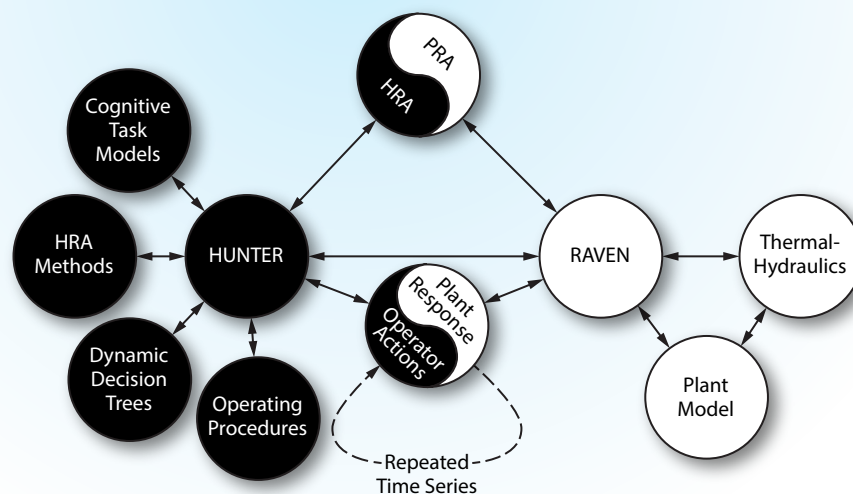 PRA
HRA
Cognitive
Task
Models
HRA
Methods
HUNTER
RAVEN
Thermal-
Hydraulics
Plant
Response
Operator
Actions
Dynamic
Decision
Trees
Operating
Procedures
Plant
Model
Repeated
Time Series